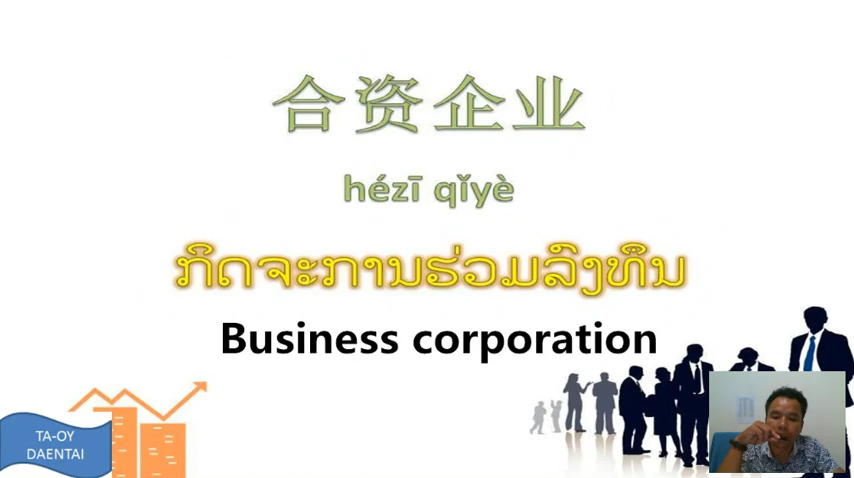 合资企业
hézī qǐyè
ກິດຈະການຮ່ວມລົງທຶນ
Business corporation
TA-OY
DAENTAI